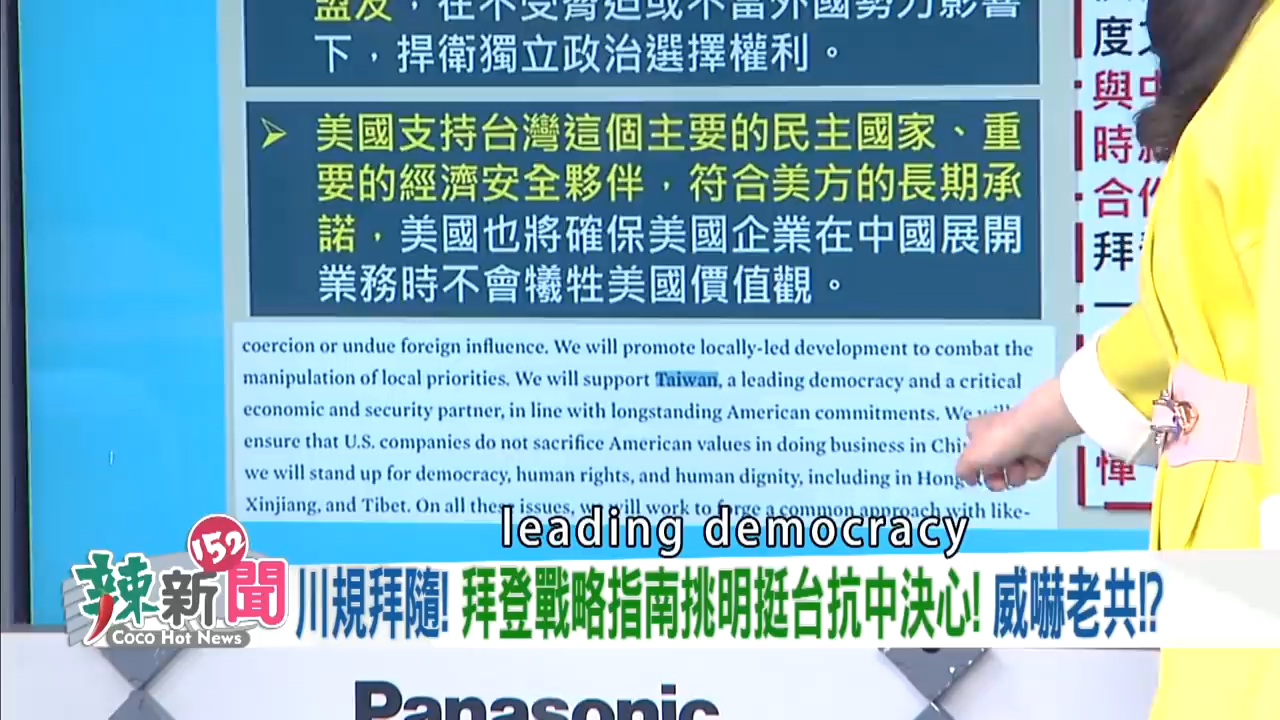 盟友，在不受脅迫或不當外國勢力影響
下，捍衛獨立政治選擇權利。
美國支持台灣這個主要的民主國家、重
要的經濟安全夥伴，符合美方的長期承
諾，美國也將確保美國企業在中國展開
業務時不會犧牲美國價值觀。
coercion or undue foreign influence. We will promote locally-led development to combat the
manipulation of local priorities. We will support Taiwan, a leading democracy and a critical
economic and security partner, in line with longstanding American commitments. We will
ensure that U.S. companies do not sacrifice American values in doing business in
we will stand up for democracy, human rights, and human dignity, including in Hong
Xinjiang, and Tibet. On all these issues, we will work to forge a common approach with like-
度
與中
時
合作
拜
一
憚
leading democracy
152
辣新聞
Coco Hot News
川規拜隨! 拜登戰略指南挑明挺台抗中決心! 威嚇老共!?
Panasonic